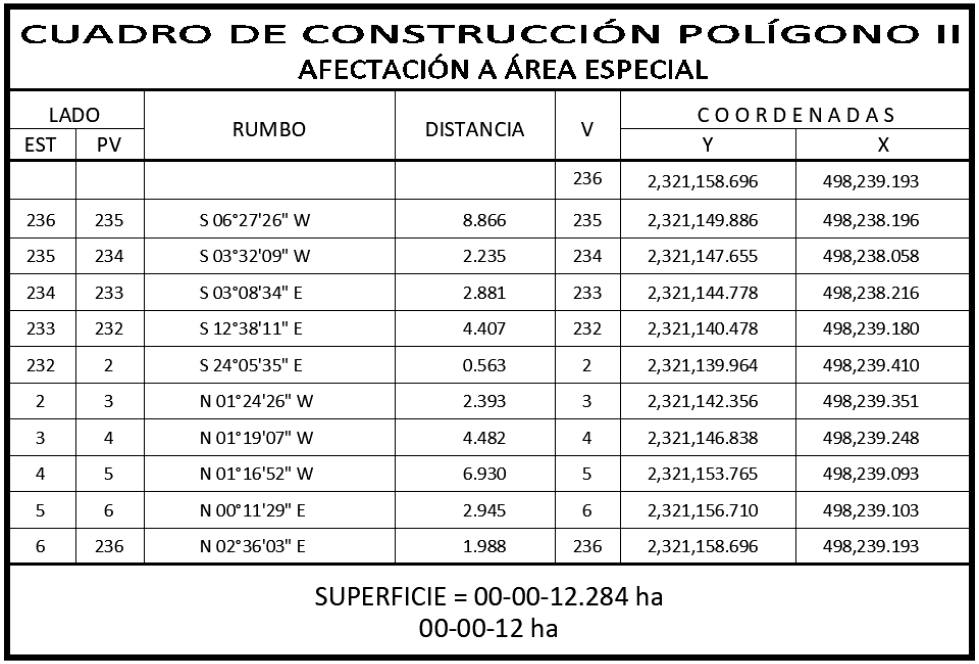 CUADRO DE CONSTRUCCIÓN POLÍGONO II
AFECTACIÓN A ÁREA ESPECIAL
LADO RUMBO DISTANCIA V COORDENADAS
EST PV Y X
236 2,321,158.696 498,239.193
236 235 S 06°27'26" W 8.866 235 2,321,149.886 498,238.196
235 234 S 03°32'09" W 2.235 234 2,321,147.655 498,238.058
234 233 S 03°08'34" E 2.881 233 2,321,144.778 498,238.216
233 232 S 12°38'11" E 4.407 232 2,321,140.478 498,239.180
232 2 S 24°05'35" E 0.563 2 2,321,139.964 498,239.410
2 3 N 01°24'26" W 2.393 3 2,321,142.356 498,239.351
3 4 N 01°19'07" W 4.482 4 2,321,146.838 498,239.248
4 5 N 01°16'52" W 6.930 5 2,321,153.765 498,239.093
5 6 N 00°11'29" E 2.945 6 2,321,156.710 498,239.103
6 236 N 02°36'03" E 1.988 236 2,321,158.696 498,239.193
SUPERFICIE = 00-00-12.284 ha
00-00-12 ha